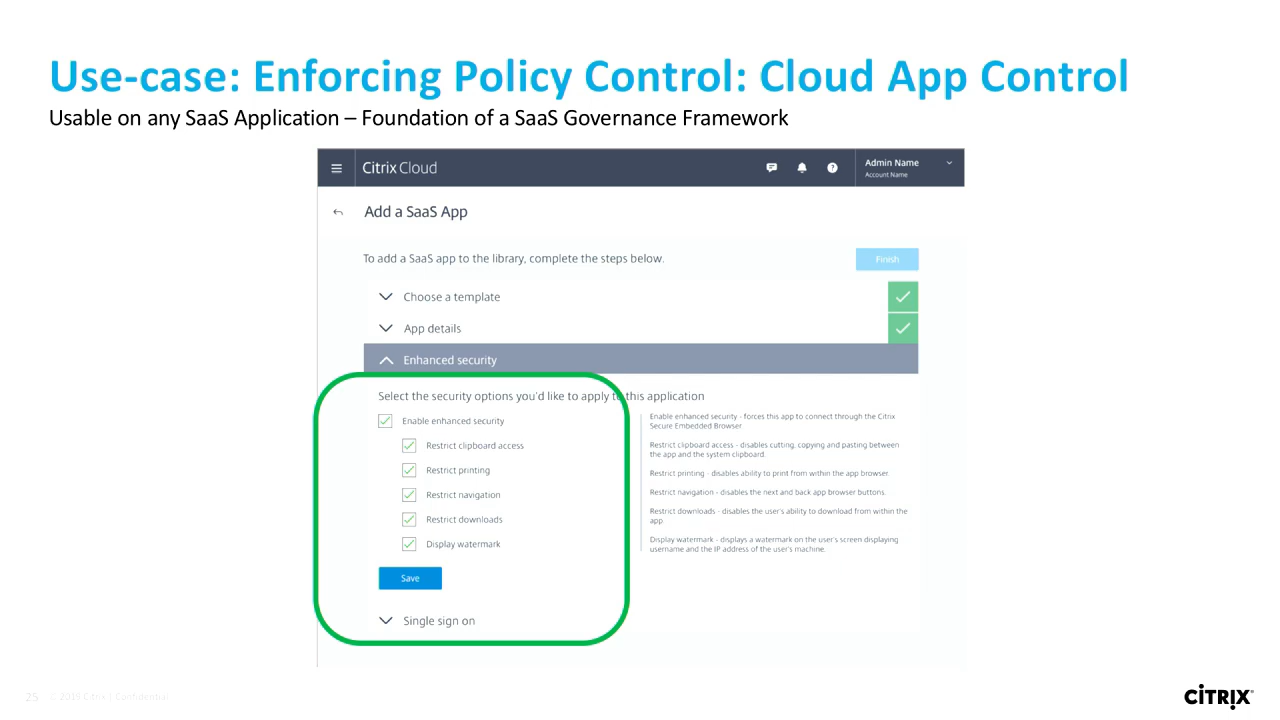 Use-case: Enforcing Policy Control: Cloud App Control
Usable on any SaaS Application – Foundation of a SaaS Governance Framework
Citrix Cloud
Admin Name
Account Name
Add a SaaS App
To add a SaaS app to the library, complete the steps below.
Finish
Choose a template
App details
Enhanced security
Select the security options you'd like to apply to this application
Enable enhanced security
Restrict clipboard access
Restrict printing
Restrict navigation
Restrict downloads
Display watermark
Save
Enable enhanced security - forces this app to connect through the Citrix
Secure Embedded Browser
Restrict clipboard access - disables cutting, copying and pasting between
the app and the system clipboard.
Restrict printing - disables ability to print from within the app browser.
Restrict navigation - disables the next and back app browser buttons.
Restrict downloads - disables the user's ability to download from within the
app.
Display watermark - displays a watermark on the user's screen displaying
username and the IP address of the user's machine.
Single sign on
25
Citrix | Confidential
CITRIX